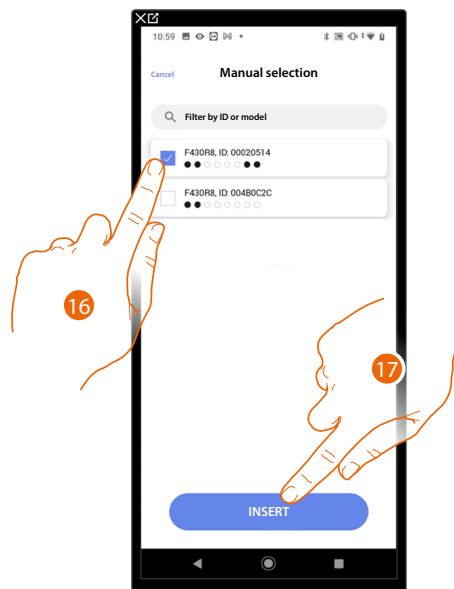 10:59
Cancel
Manual selection
Filter by ID or model
F430R8, ID: 00020514
F430R8, ID: 004B0C2C
16
17
INSERT